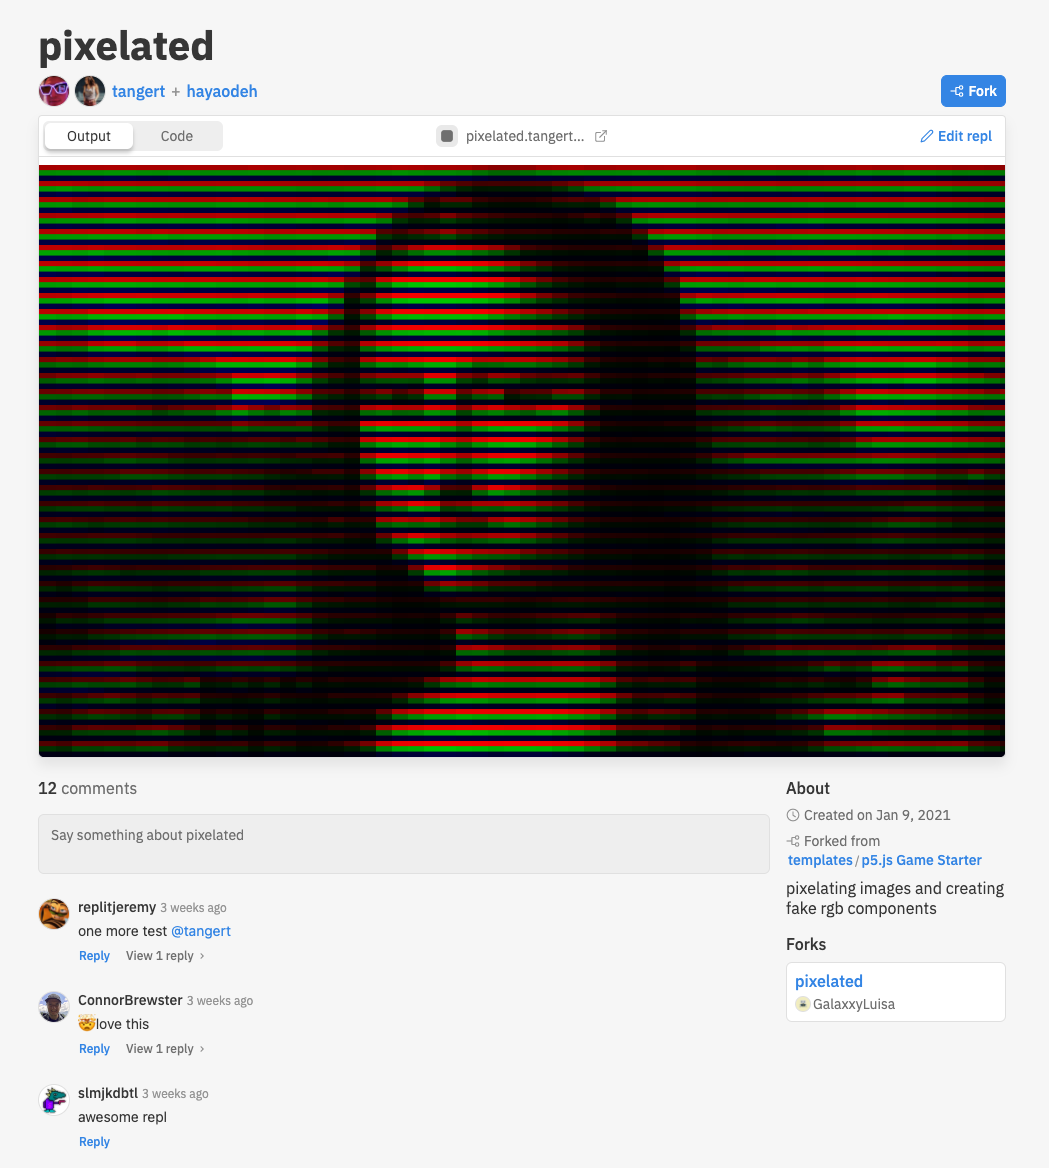 pixelated
tangert + hayaodeh
Fork
Output Code pixelated.tangert... Edit repl
12 comments
Say something about pixelated
replitjeremy 3 weeks ago
one more test @tangert
Reply View 1 reply ›
ConnorBrewster 3 weeks ago
🤯love this
Reply View 1 reply ›
slmjkdbtl 3 weeks ago
awesome repl
Reply
About
Created on Jan 9, 2021
Forked from
templates / p5.js Game Starter
pixelating images and creating
fake rgb components
Forks
pixelated
GalaxxyLuisa